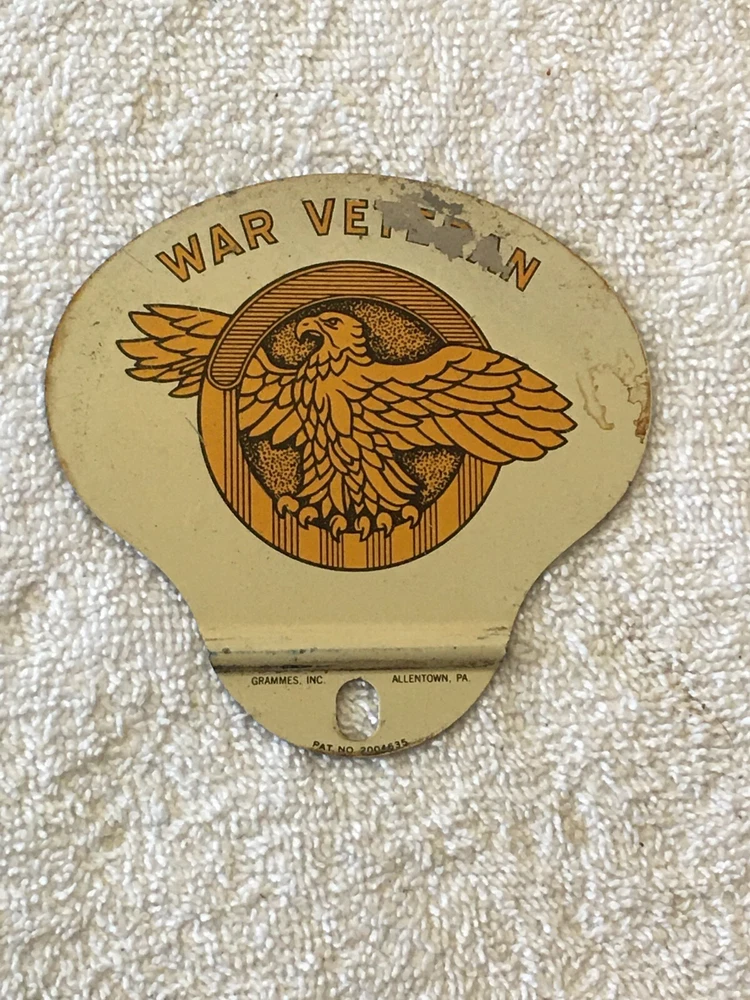 WAR VETERAN
GRAMMES, INC. ALLENTOWN, PA.
PAT. NO. 2004635